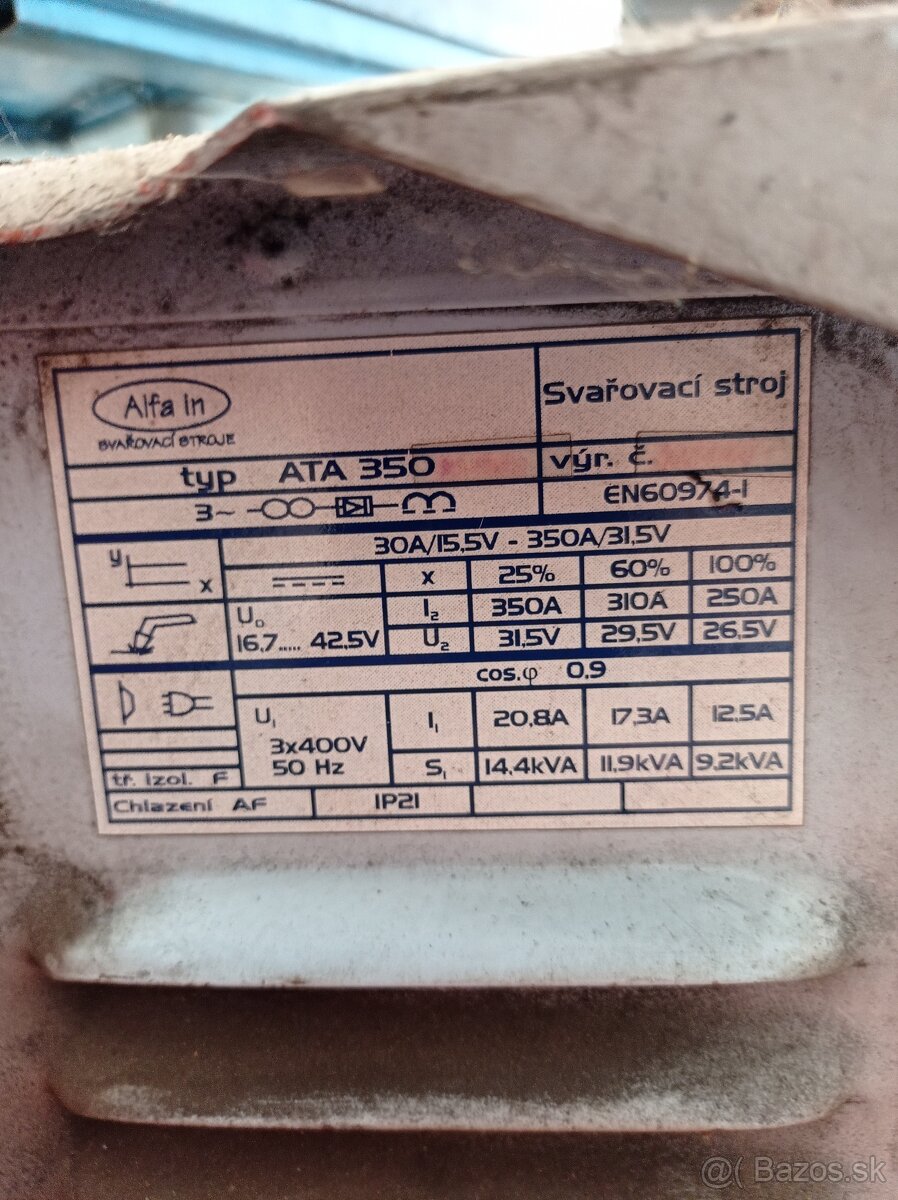 Alfa In
SVAŘOVACÍ STROJE
Svařovací stroj
typ ATA 350
výr. č.
3~
EN60974-1
30A/15,5V - 350A/31,5V
y
x
X 25% 60% 100%
U₀
16,7..... 42,5V
I₂ 350A 310A 250A
U₂ 31,5V 29,5V 26,5V
cos.φ 0.9
U₁
3x400V
50 Hz
I₁ 20,8A 17,3A 12,5A
S₁ 14,4kVA 11,9kVA 9,2kVA
tř. izol. F
Chlazení AF
IP21
@( Bazos.sk